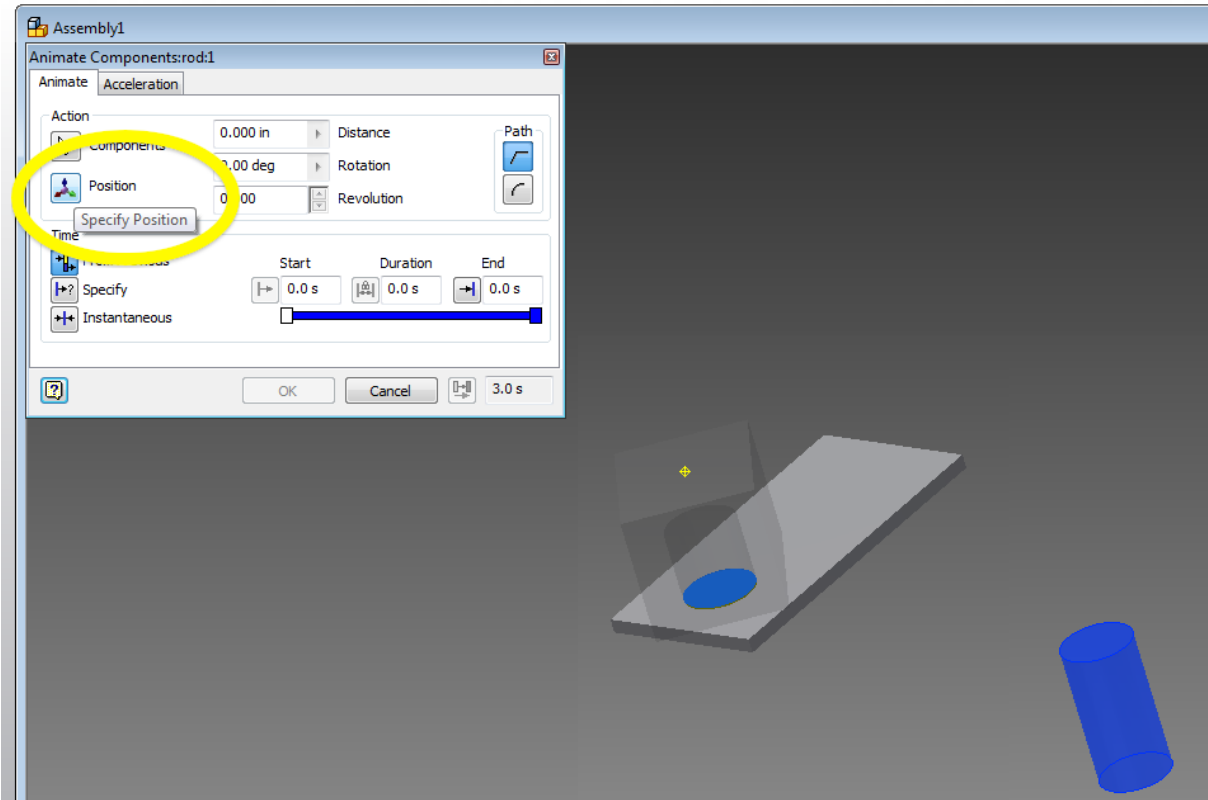 Assembly1
Animate Components:rod:1
Animate Acceleration
Action
Components
0.000 in Distance
Path
0.00 deg Rotation
Position
Revolution
Specify Position
Time
Start Duration End
Specify 0.0 s 0.0 s 0.0 s
Instantaneous
OK Cancel 3.0 s